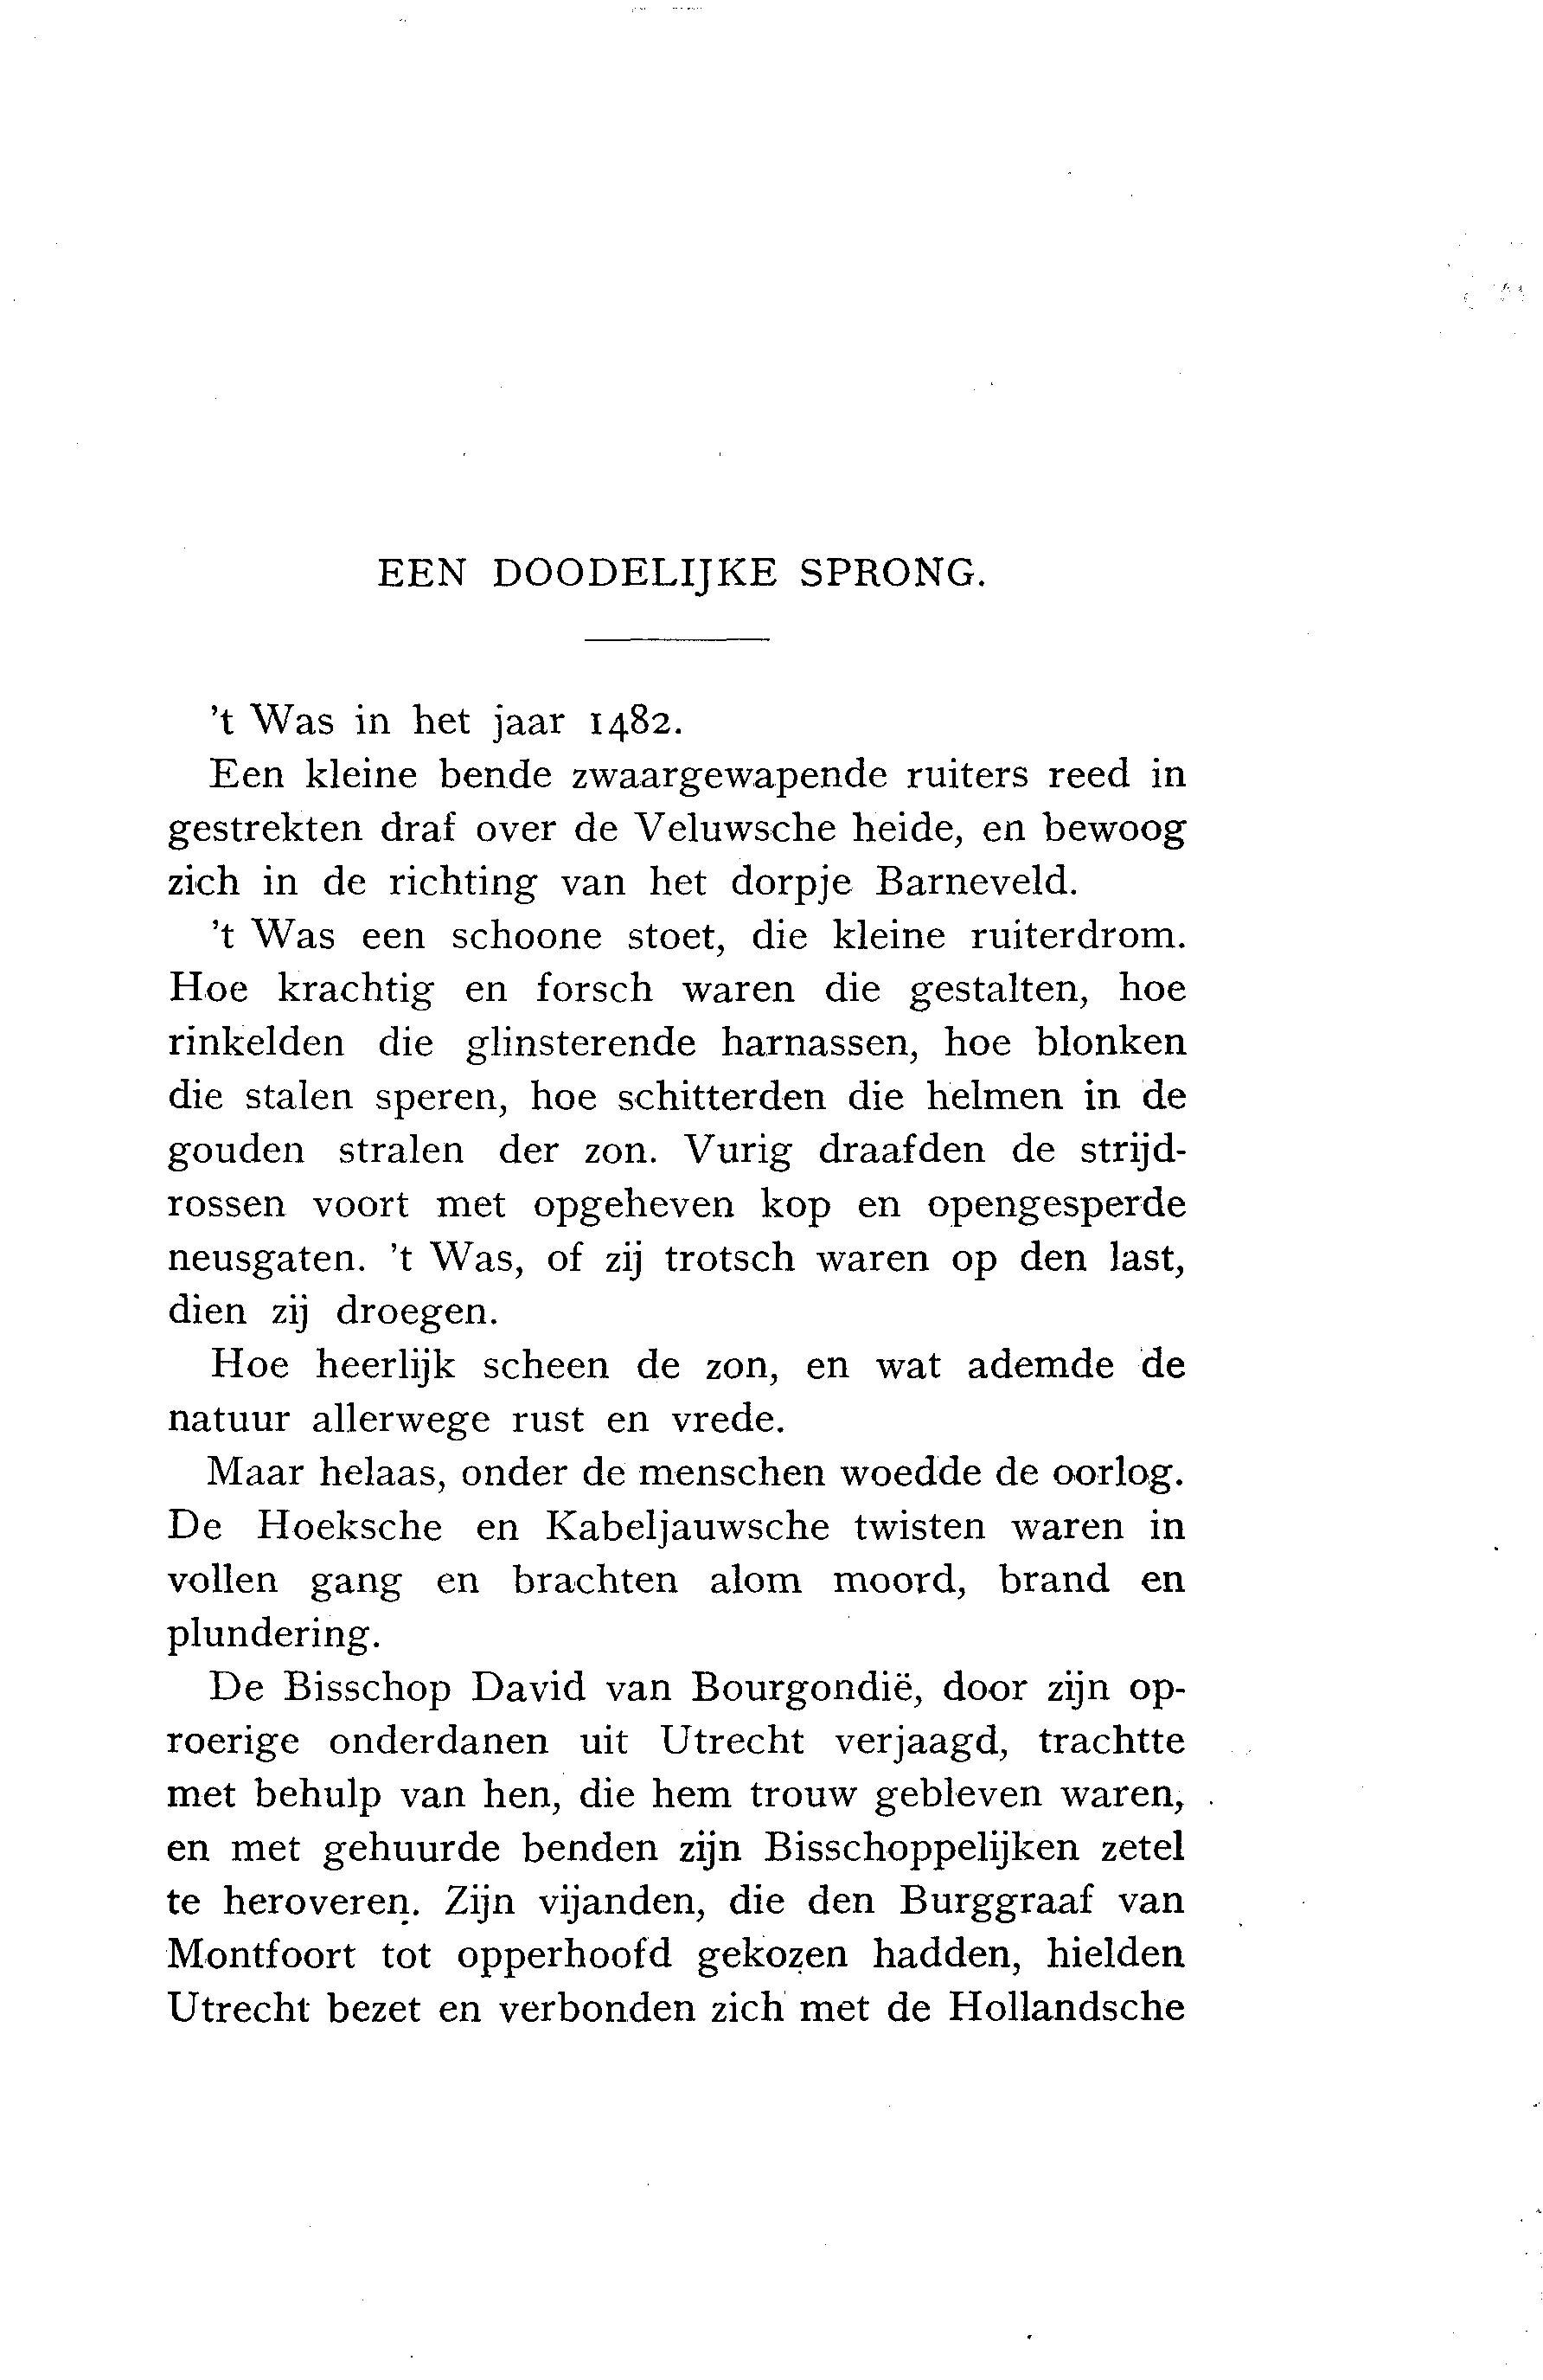 EEN DOODELIJKE SPRONG.
't Was in het jaar 1482.
Een kleine bende zwaargewapende ruiters reed in
gestrekten draf over de Veluwsche heide, en bewoog
zich in de richting van het dorpje Barneveld.
't Was een schoone stoet, die kleine ruiterdrom.
Hoe krachtig en forsch waren die gestalten, hoe
rinkelden die glinsterende harnassen, hoe blonken
die stalen speren, hoe schitterden die helmen in de
gouden stralen der zon. Vurig draafden de strijd-
rossen voort met opgeheven kop en opengesperde
neusgaten. 't Was, of zij trotsch waren op den last,
dien zij droegen.
Hoe heerlijk scheen de zon, en wat ademde de
natuur allerwege rust en vrede.
Maar helaas, onder de menschen woedde de oorlog.
De Hoeksche en Kabeljauwsche twisten waren in
vollen gang en brachten alom moord, brand en
plundering.
De Bisschop David van Bourgondië, door zijn op-
roerige onderdanen uit Utrecht verjaagd, trachtte
met behulp van hen, die hem trouw gebleven waren,
en met gehuurde benden zijn Bisschoppelijken zetel
te heroveren. Zijn vijanden, die den Burggraaf van
Montfoort tot opperhoofd gekozen hadden, hielden
Utrecht bezet en verbonden zich met de Hollandsche